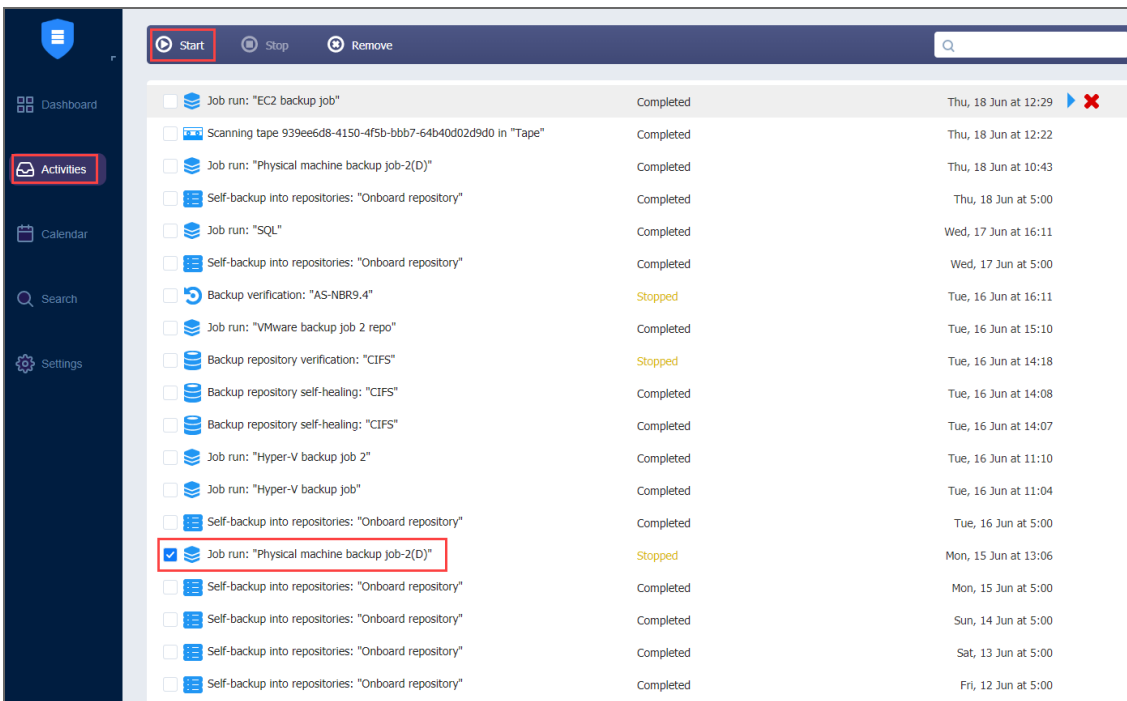 Start Stop Remove
Dashboard
Job run: "EC2 backup job" Completed Thu, 18 Jun at 12:29
Scanning tape 939ee6d8-4150-4f5b-bbb7-64b40d02d9d0 in "Tape" Completed Thu, 18 Jun at 12:22
Activities
Job run: "Physical machine backup job-2(D)" Completed Thu, 18 Jun at 10:43
Self-backup into repositories: "Onboard repository" Completed Thu, 18 Jun at 5:00
Calendar
Job run: "SQL" Completed Wed, 17 Jun at 16:11
Self-backup into repositories: "Onboard repository" Completed Wed, 17 Jun at 5:00
Search
Backup verification: "AS-NBR9.4" Stopped Tue, 16 Jun at 16:11
Job run: "VMware backup job 2 repo" Completed Tue, 16 Jun at 15:10
Settings
Backup repository verification: "CIFS" Stopped Tue, 16 Jun at 14:18
Backup repository self-healing: "CIFS" Completed Tue, 16 Jun at 14:08
Backup repository self-healing: "CIFS" Completed Tue, 16 Jun at 14:07
Job run: "Hyper-V backup job 2" Completed Tue, 16 Jun at 11:10
Job run: "Hyper-V backup job" Completed Tue, 16 Jun at 11:04
Self-backup into repositories: "Onboard repository" Completed Tue, 16 Jun at 5:00
Job run: "Physical machine backup job-2(D)" Stopped Mon, 15 Jun at 13:06
Self-backup into repositories: "Onboard repository" Completed Mon, 15 Jun at 5:00
Self-backup into repositories: "Onboard repository" Completed Sun, 14 Jun at 5:00
Self-backup into repositories: "Onboard repository" Completed Sat, 13 Jun at 5:00
Self-backup into repositories: "Onboard repository" Completed Fri, 12 Jun at 5:00